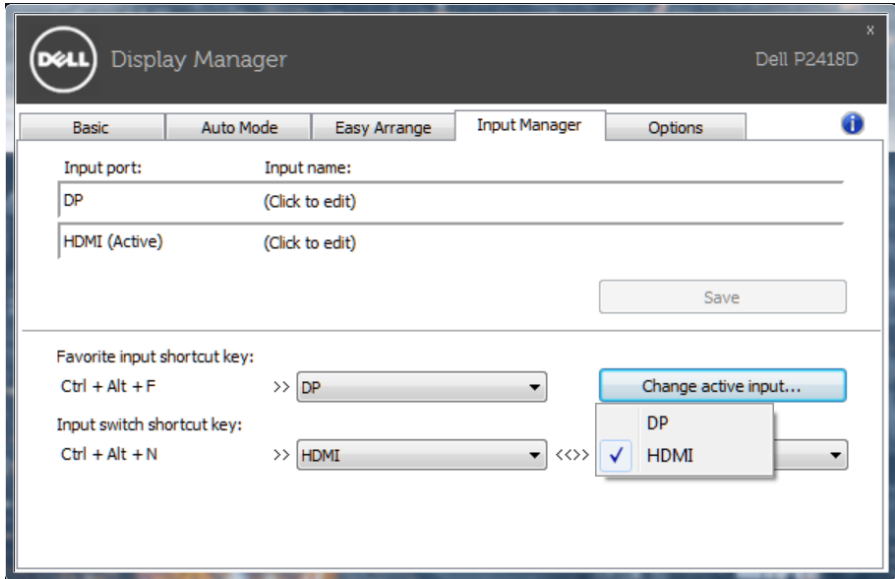 DELL Display Manager
x
Dell P2418D
Basic Auto Mode Easy Arrange Input Manager Options i
Input port: Input name:
DP (Click to edit)
HDMI (Active) (Click to edit)
Save
Favorite input shortcut key:
Ctrl + Alt + F >> DP Change active input...
Input switch shortcut key:
DP
Ctrl + Alt + N >> HDMI <<>> HDMI